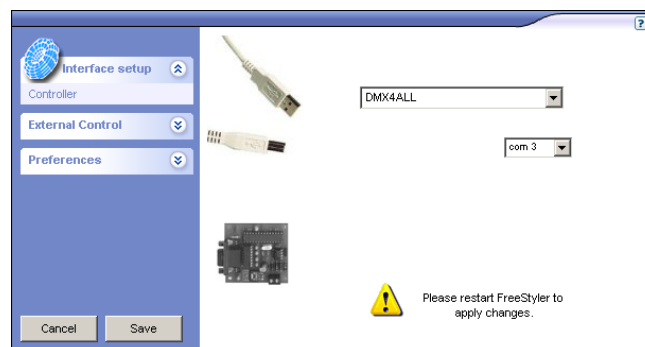 ?
Interface setup
Controller
External Control
Preferences
DMX4ALL
com 3
Please restart FreeStyler to
apply changes.
Cancel
Save